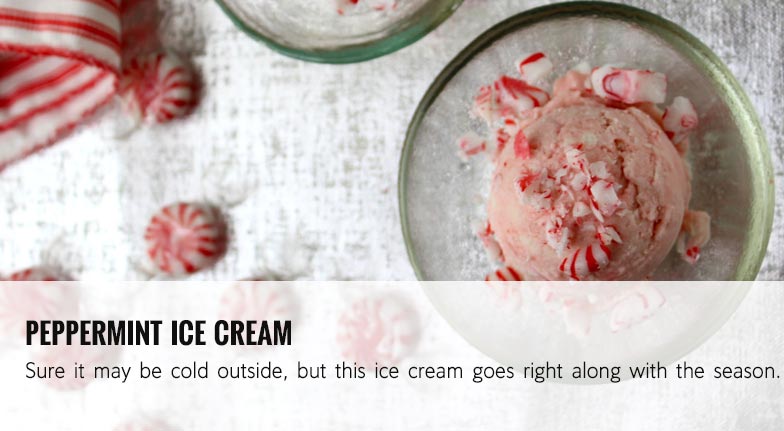 PEPPERMINT ICE CREAM
Sure it may be cold outside, but this ice cream goes right along with the season.